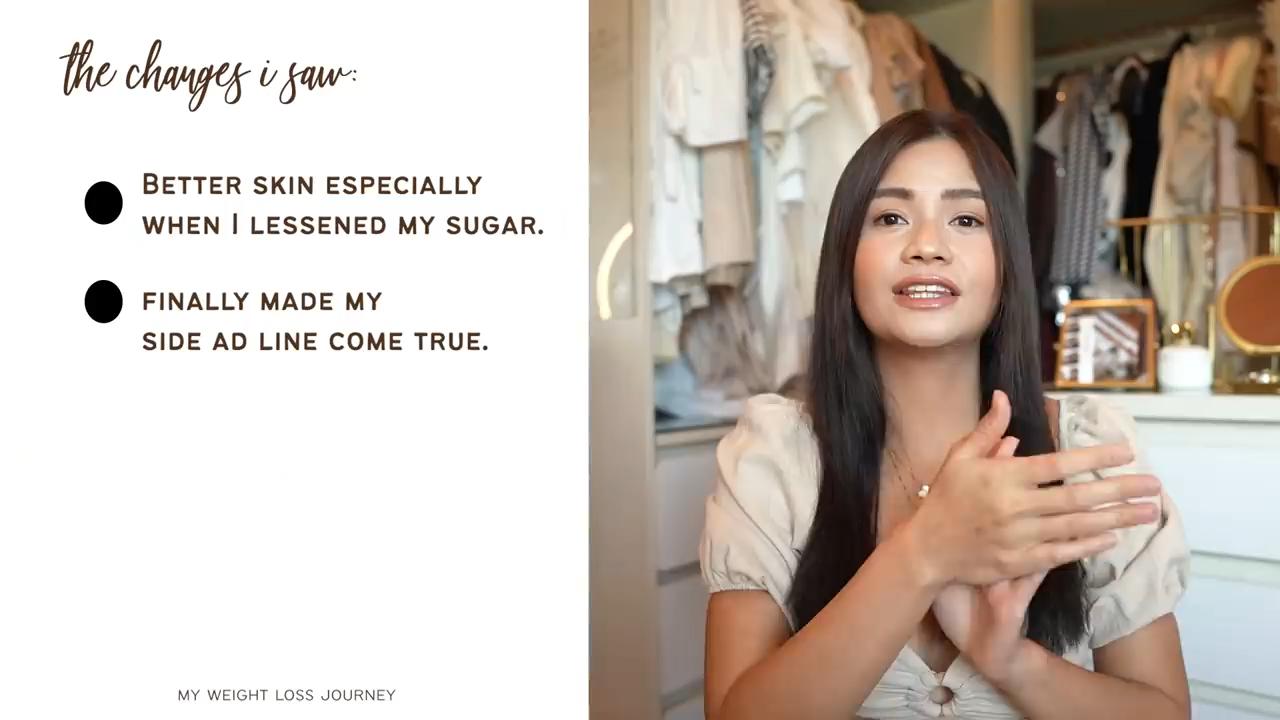 the changes i saw:
BETTER SKIN ESPECIALLY
WHEN I LESSENED MY SUGAR.
FINALLY MADE MY
SIDE AD LINE COME TRUE.
MY WEIGHT LOSS JOURNEY